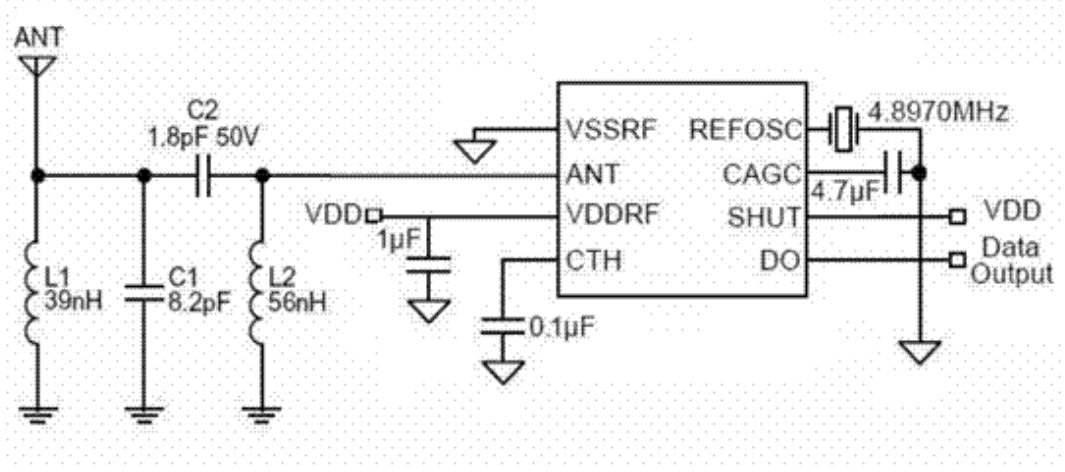 ANT
C2
1.8pF 50V
L1
39nH
C1
8.2pF
L2
56nH
VDD
1µF
0.1µF
VSSRF
ANT
VDDRF
CTH
REFOSC
CAGC
SHUT
DO
4.8970MHz
4.7µF
VDD
Data
Output